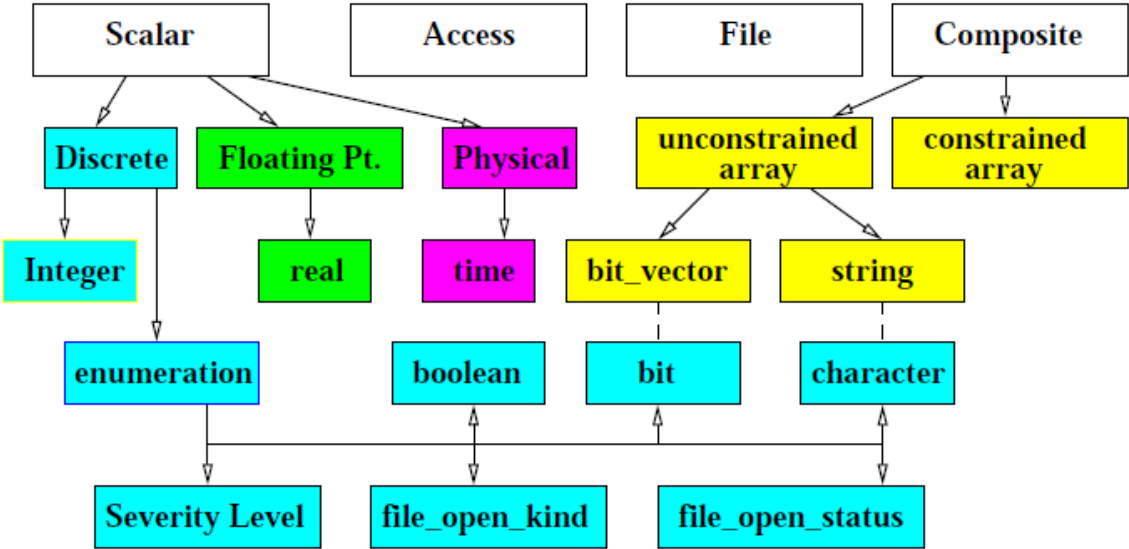 Scalar
Access
File
Composite
Discrete
Floating Pt.
Physical
unconstrained
array
constrained
array
Integer
real
time
bit_vector
string
enumeration
boolean
bit
character
Severity Level
file_open_kind
file_open_status